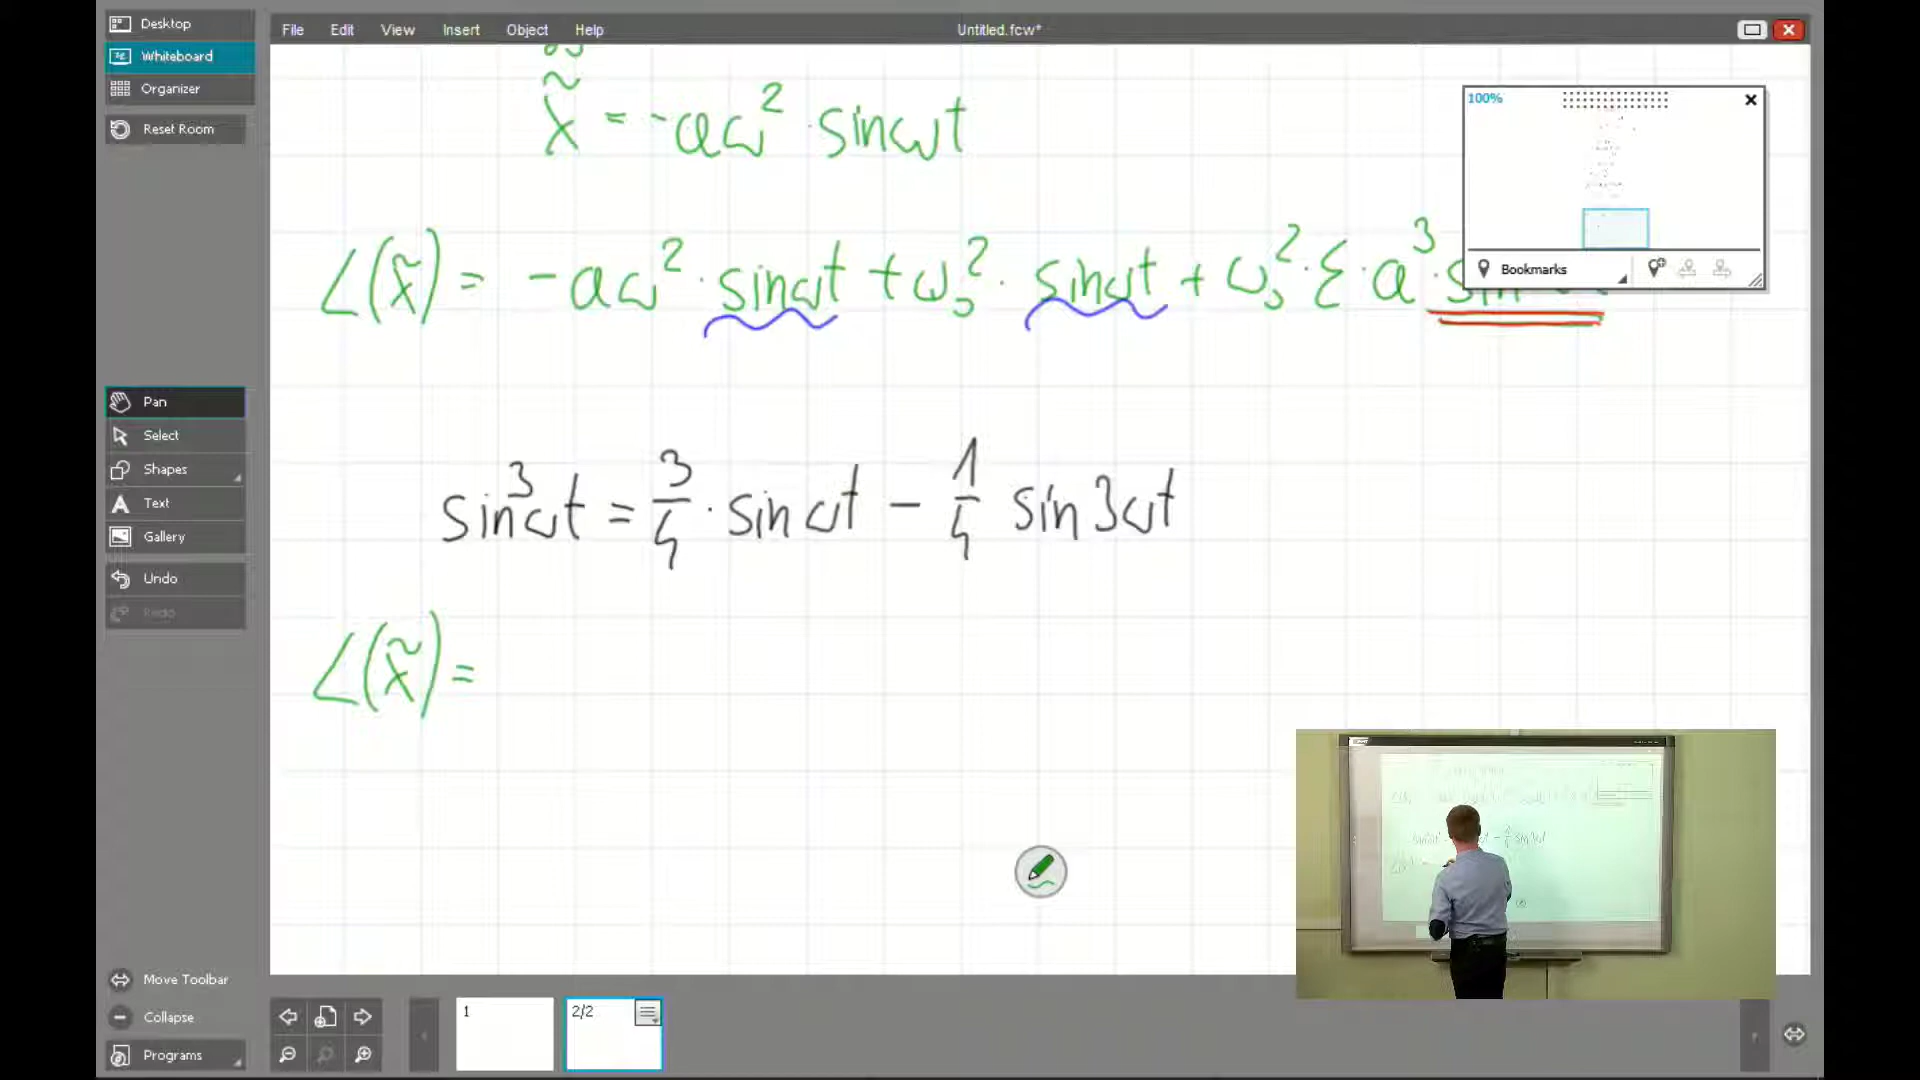 Desktop
Whiteboard
Organizer
Reset Room
File Edit View Insert Object Help
Untitled.fcw*
100%
Bookmarks
ẍ̃ = -aω² · sinωt
L(x̃) = -aω² · sinωt + ω₀² · sinωt + ω₀² · ε · a³ · sin
sin³ωt = 3/4 · sinωt - 1/4 sin3ωt
L(x̃) =
Pan
Select
Shapes
Text
Gallery
Undo
Redo
Move Toolbar
Collapse
Programs
1
2/2